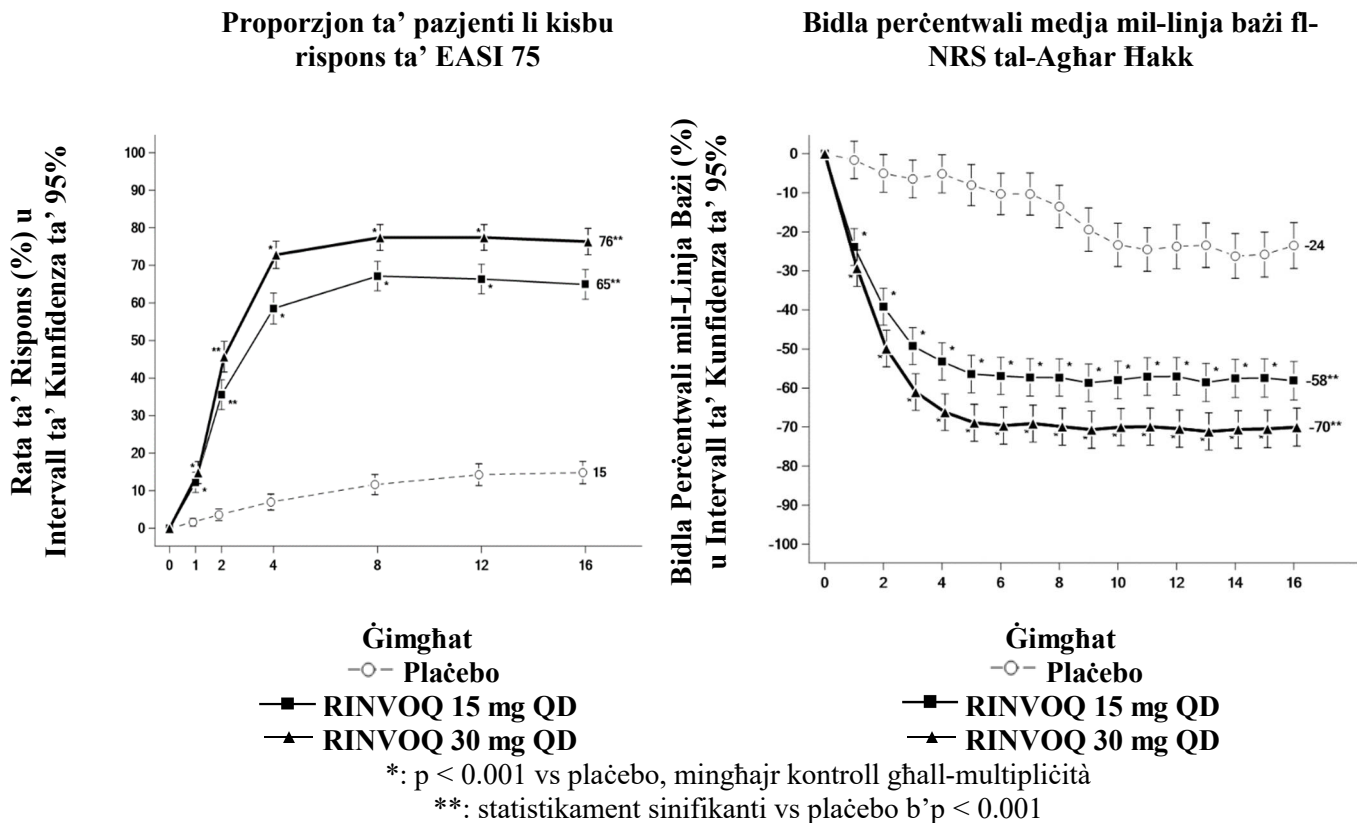 Proporzjon ta’ pazjenti li kisbu
rispons ta’ EASI 75
Rata ta’ Rispons (%) u
Intervall ta’ Kunfidenza ta’ 95%
100
90
80
70
60
50
40
30
20
10
0
* * ** ** * * * * * *
76**
65**
15
0 1 2 4 8 12 16
Ġimgħat
Plaċebo
RINVOQ 15 mg QD
RINVOQ 30 mg QD
Bidla perċentwali medja mil-linja bażi fl-
NRS tal-Agħar Ħakk
Bidla Perċentwali mil-Linja Bażi (%)
u Intervall ta’ Kunfidenza ta’ 95%
0
-10
-20
-30
-40
-50
-60
-70
-80
-90
-100
* * * * * * * * * * * * * * *
* * * * * * * * * * * * * * *
-24
-58**
-70**
0 2 4 6 8 10 12 14 16
Ġimgħat
Plaċebo
RINVOQ 15 mg QD
RINVOQ 30 mg QD
*: p < 0.001 vs plaċebo, mingħajr kontroll għall-multipliċità
**: statistikament sinifikanti vs plaċebo b’p < 0.001